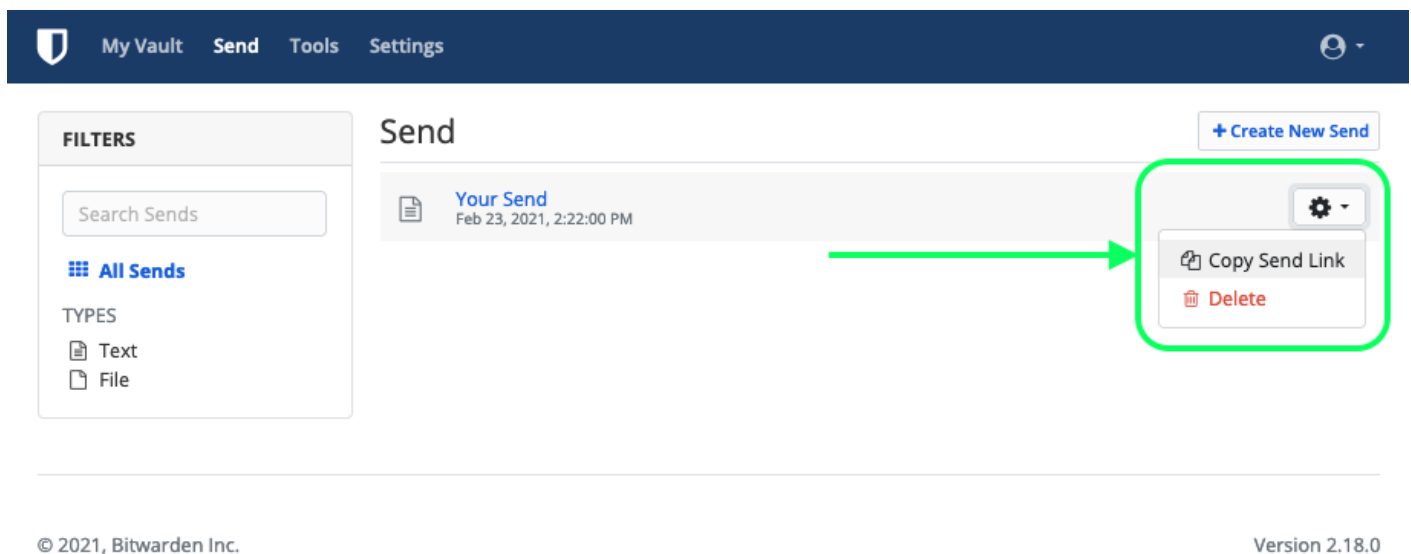 My Vault Send Tools Settings
FILTERS
Search Sends
All Sends
TYPES
Text
File
Send
+ Create New Send
Your Send
Feb 23, 2021, 2:22:00 PM
Copy Send Link
Delete
© 2021, Bitwarden Inc.
Version 2.18.0